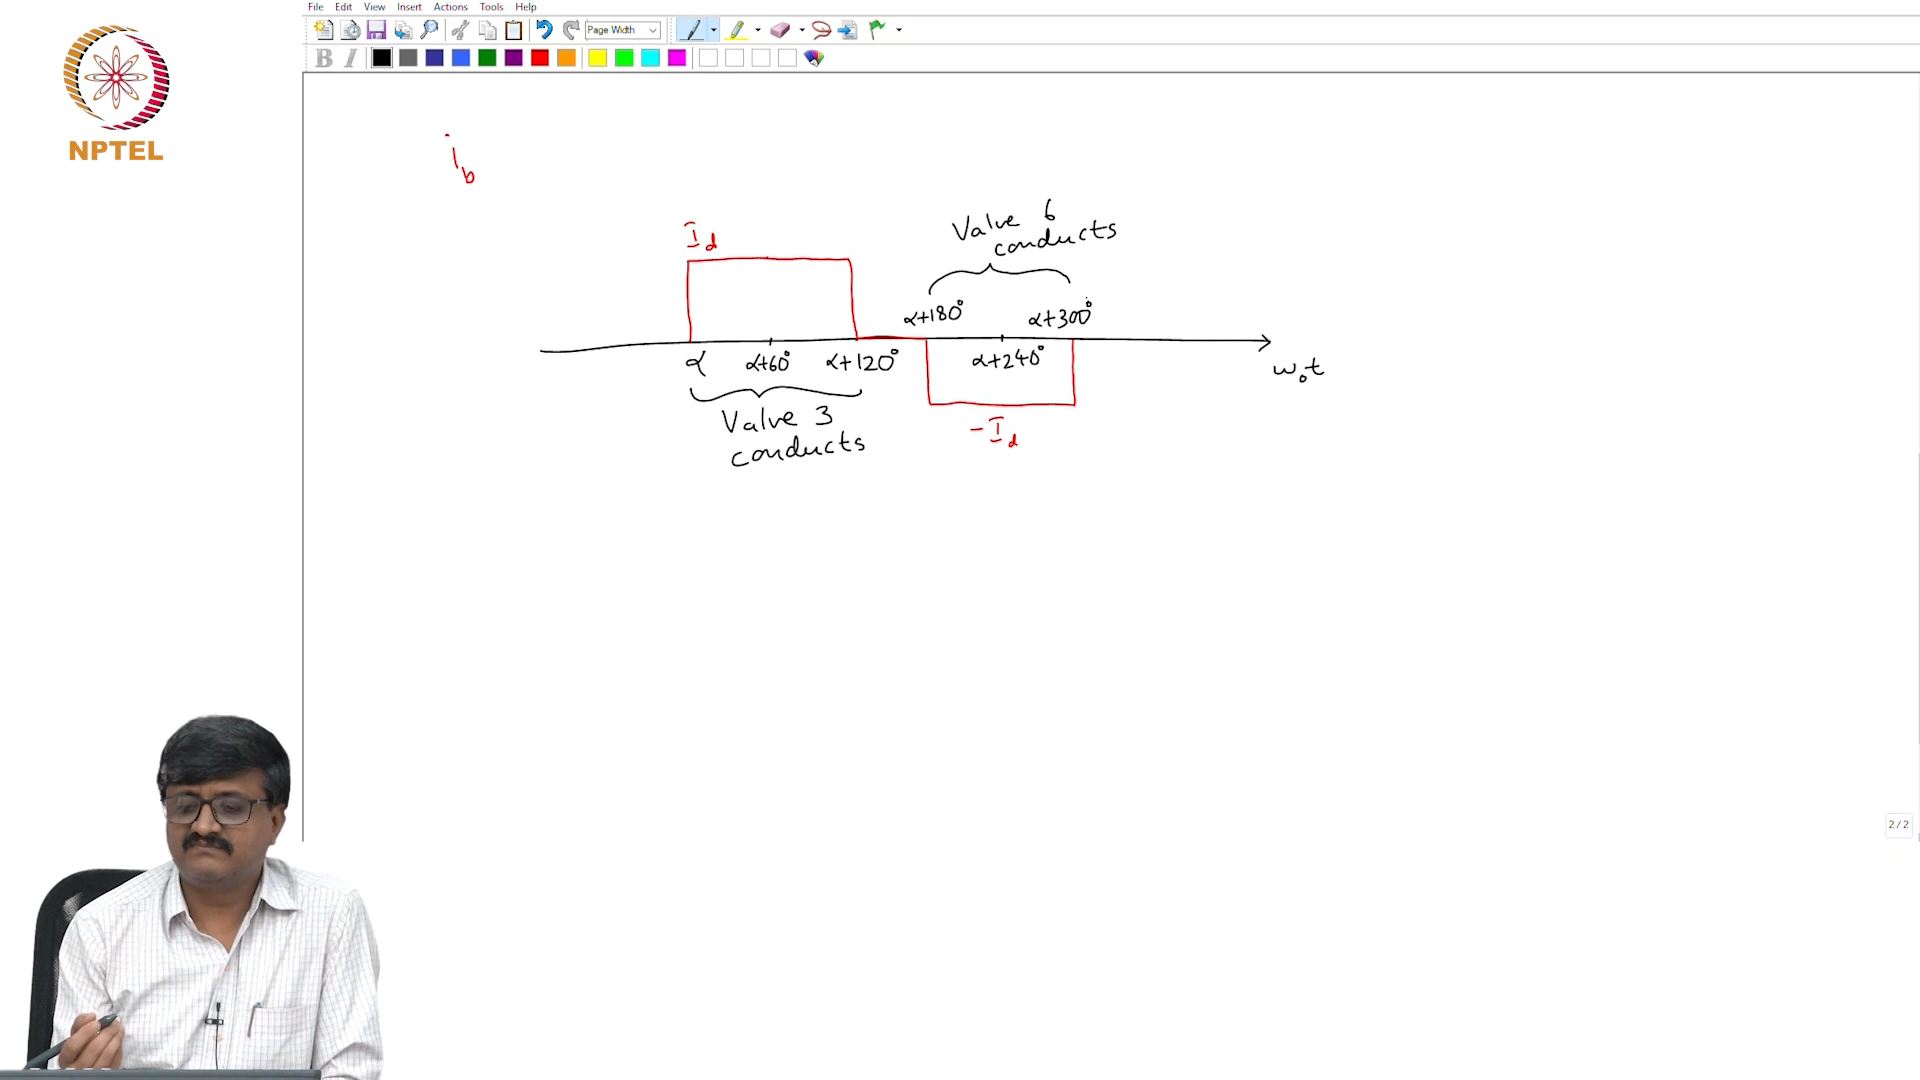 File Edit View Insert Actions Tools Help
Page Width
B I
NPTEL
i_b
I_d
Valve 6
conducts
α+180° α+300°
α α+60° α+120° α+240°
ω₀t
Valve 3
conducts
-I_d
2 / 2